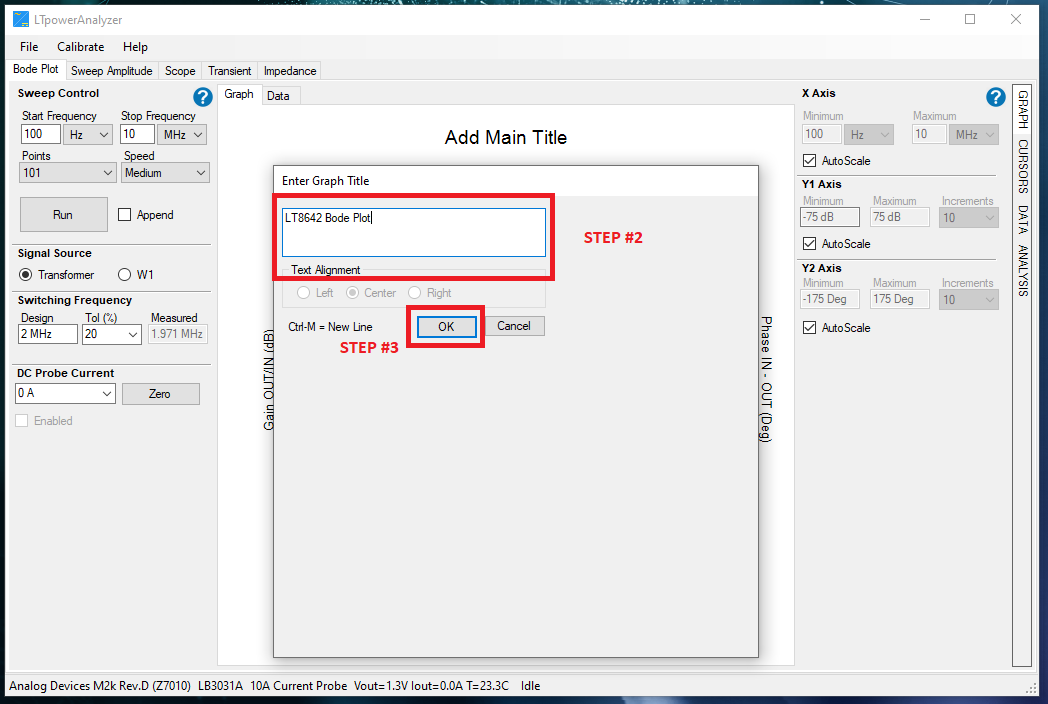 LTpowerAnalyzer
File Calibrate Help
Bode Plot Sweep Amplitude Scope Transient Impedance
Sweep Control
?
Start Frequency Stop Frequency
100 Hz 10 MHz
Points Speed
101 Medium
Run Append
Signal Source
Transformer W1
Switching Frequency
Design Tol (%) Measured
2 MHz 20 1.971 MHz
DC Probe Current
0 A Zero
Enabled
Graph Data
Add Main Title
Enter Graph Title
LT8642 Bode Plot
STEP #2
Text Alignment
Left Center Right
Ctrl-M = New Line
OK Cancel
STEP #3
Gain OUT/IN (dB)
Phase IN - OUT (Deg)
X Axis
?
Minimum Maximum
100 Hz 10 MHz
AutoScale
Y1 Axis
Minimum Maximum Increments
-75 dB 75 dB 10
AutoScale
Y2 Axis
Minimum Maximum Increments
-175 Deg 175 Deg 10
AutoScale
GRAPH CURSORS DATA ANALYSIS
Analog Devices M2k Rev.D (Z7010) LB3031A 10A Current Probe Vout=1.3V Iout=0.0A T=23.3C Idle